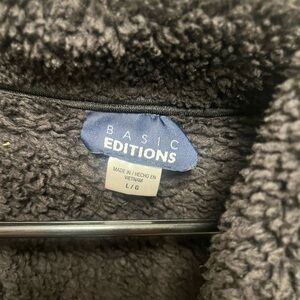 BASIC
EDITIONS
MADE IN / HECHO EN
VIETNAM
L / G